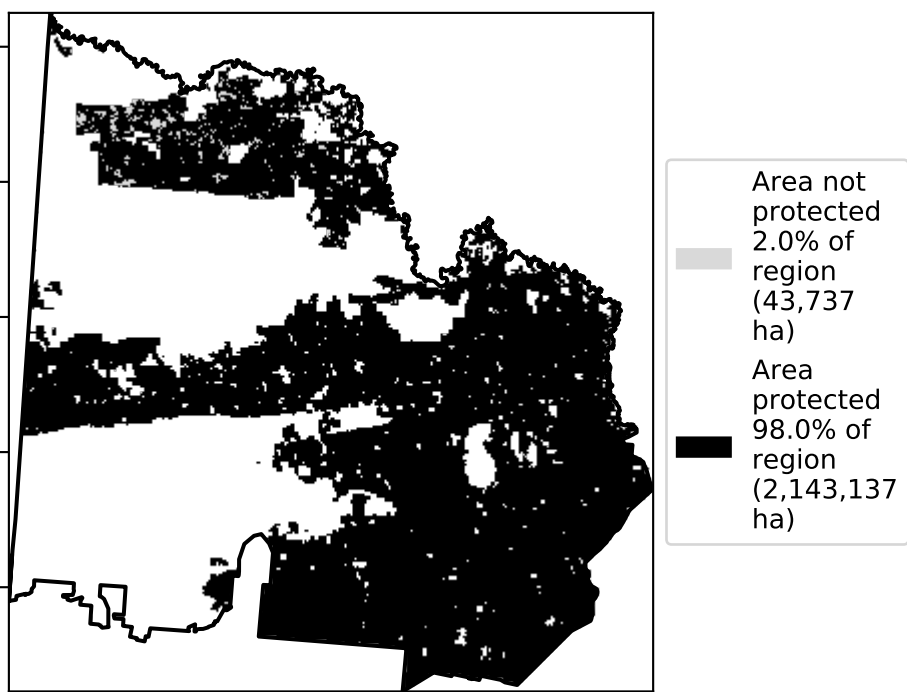 Area not
protected
2.0% of
region
(43,737
ha)
Area
protected
98.0% of
region
(2,143,137
ha)